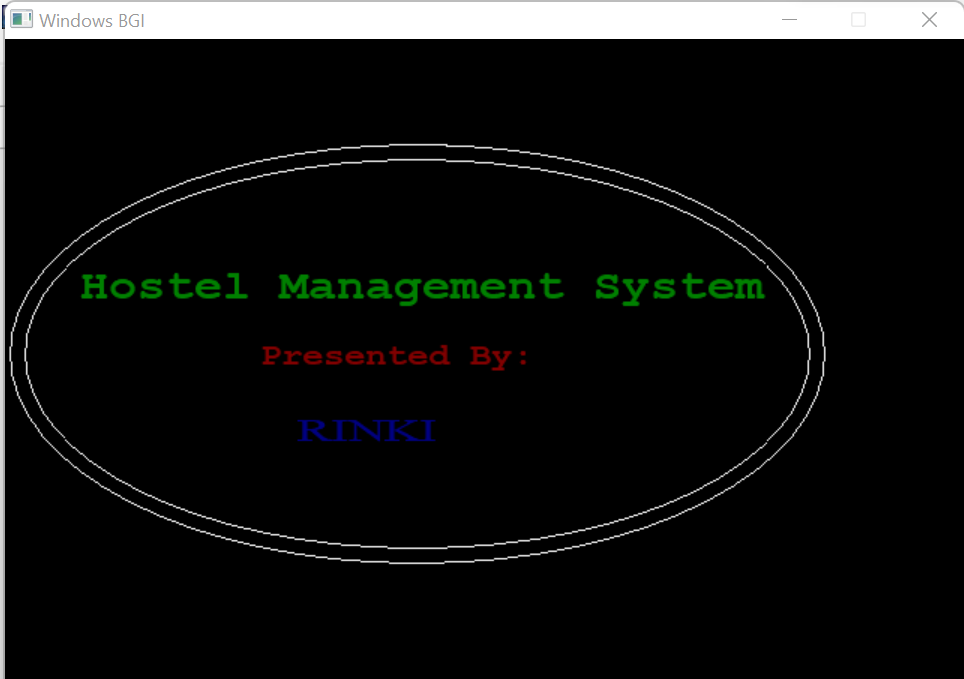 Windows BGI
Hostel Management System
Presented By:
RINKI